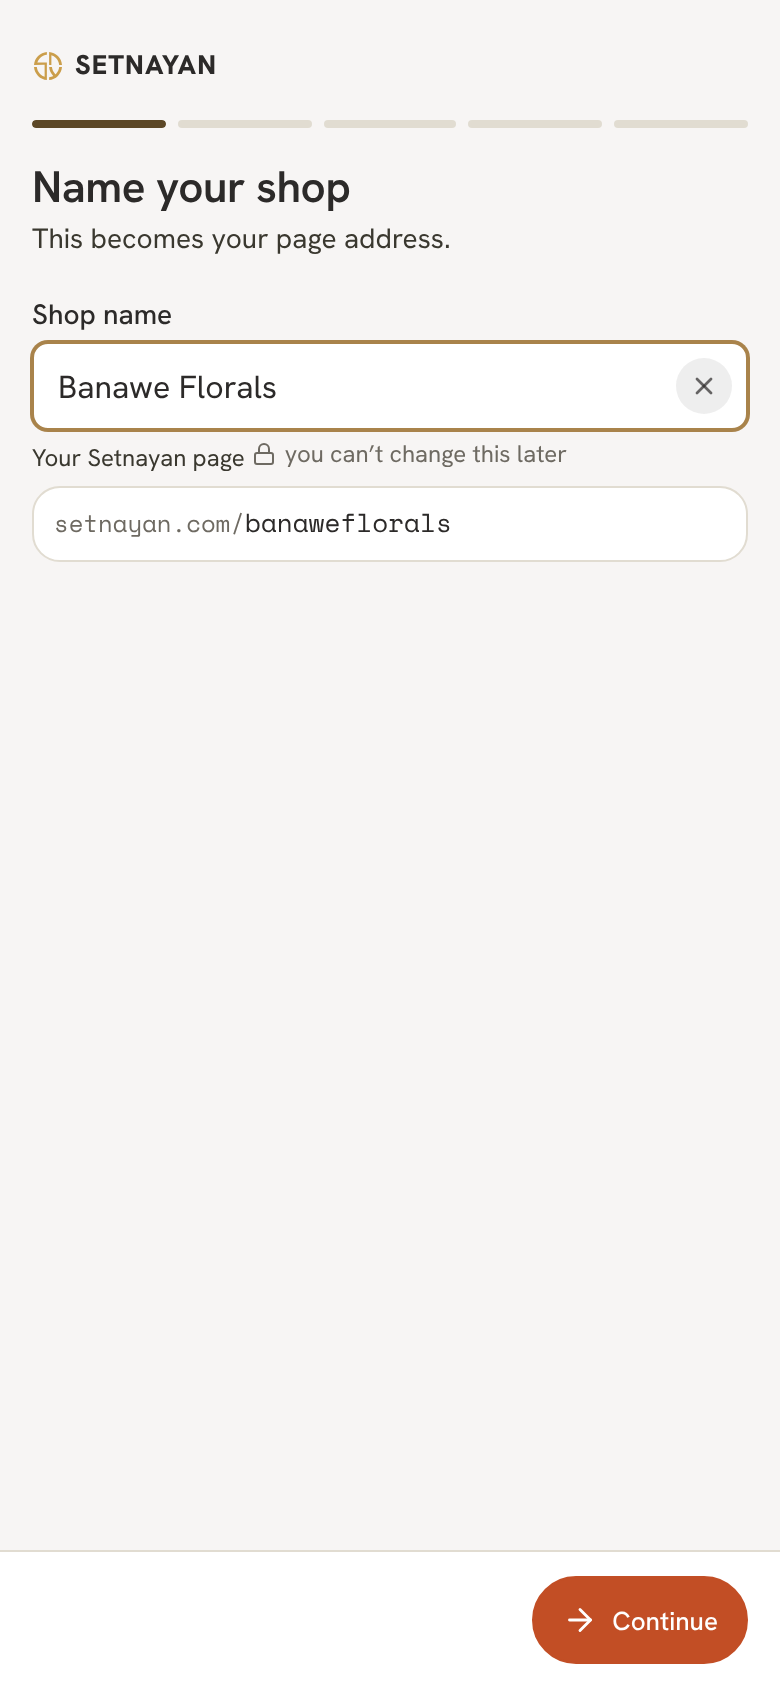 SETNAYAN
Name your shop
This becomes your page address.
Shop name
Banawe Florals
Your Setnayan page you can’t change this later
setnayan.com/banaweflorals
Continue